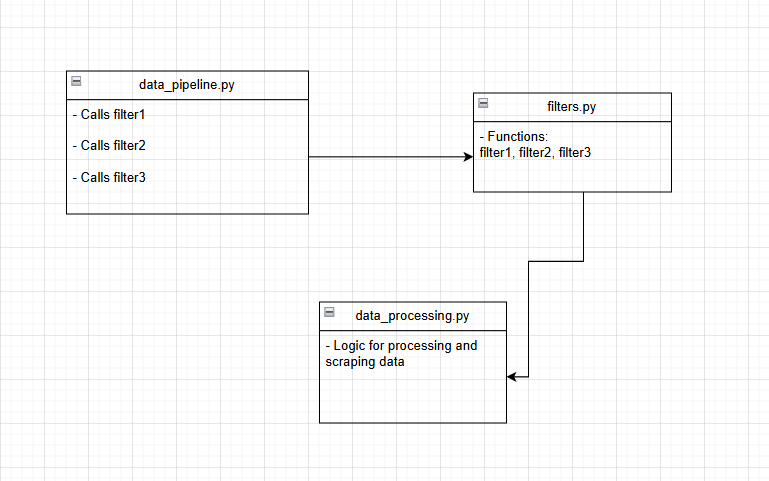 data_pipeline.py
- Calls filter1
- Calls filter2
- Calls filter3
filters.py
- Functions:
filter1, filter2, filter3
data_processing.py
- Logic for processing and
scraping data